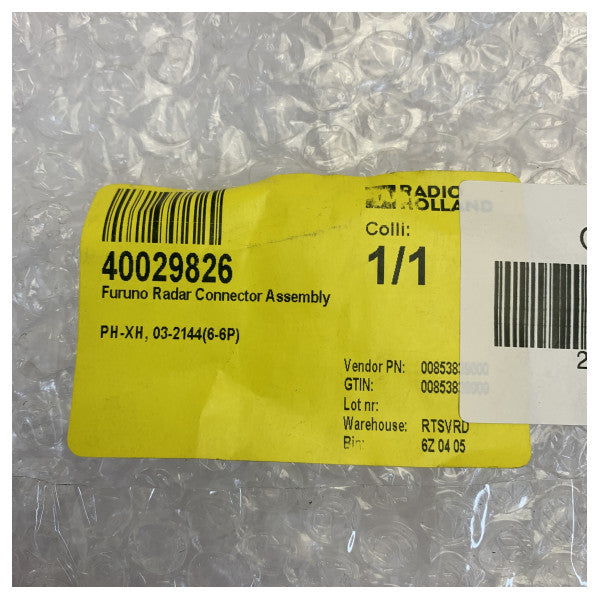 RADIO
HOLLAND
Colli:
1/1
40029826
Furuno Radar Connector Assembly
PH-XH, 03-2144(6-6P)
Vendor PN:
GTIN:
Lot nr:
Warehouse: RTSVRD
Bin: 6Z 04 05
2